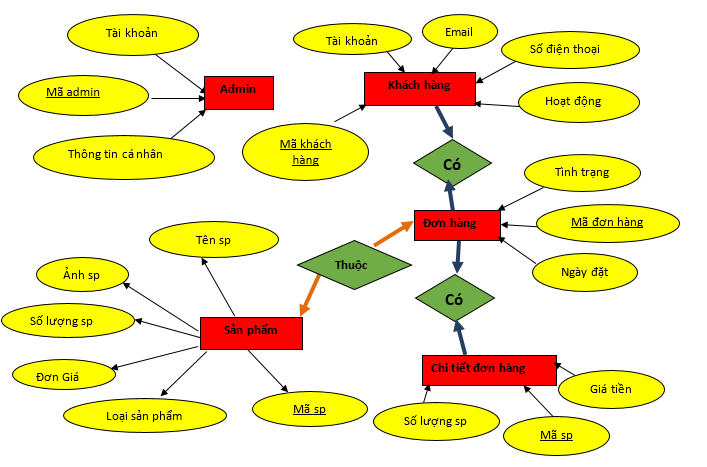 Tài khoản
Mã admin
Thông tin cá nhân
Admin
Tài khoản
Email
Số điện thoại
Hoạt động
Khách hàng
Mã khách
hàng
Có
Tình trạng
Mã đơn hàng
Ngày đặt
Đơn hàng
Thuộc
Có
Tên sp
Ảnh sp
Số lượng sp
Đơn Giá
Loại sản phẩm
Mã sp
Sản phẩm
Chi tiết đơn hàng
Giá tiền
Số lượng sp
Mã sp